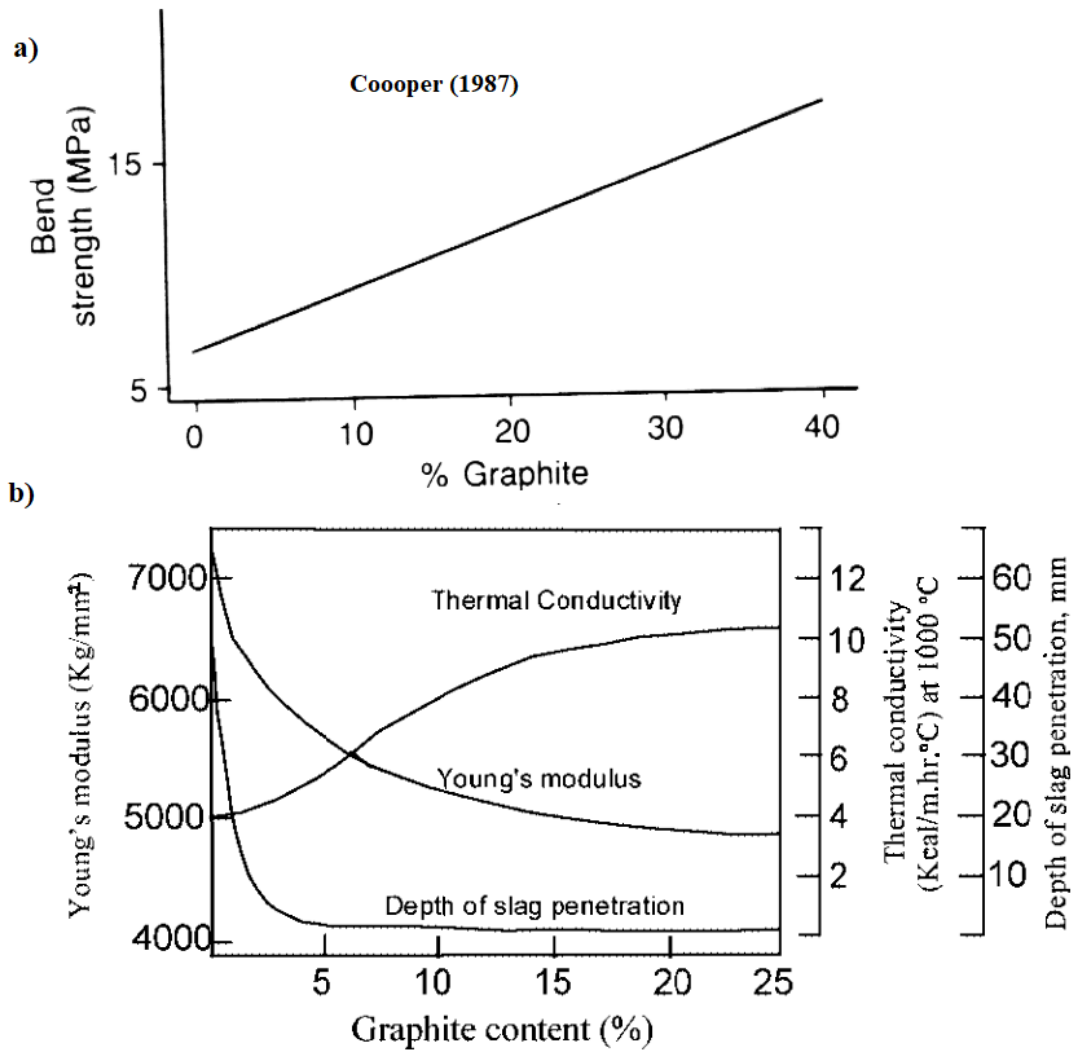 a)
Coooper (1987)
Bend
strength (MPa)
15
5
0 10 20 30 40
% Graphite
b)
Young's modulus (Kg/mm²)
7000
6000
5000
4000
Thermal Conductivity
Young's modulus
Depth of slag penetration
12
10
8
6
4
2
Thermal conductivity
(Kcal/m.hr.°C) at 1000 °C
60
50
40
30
20
10
Depth of slag penetration, mm
5 10 15 20 25
Graphite content (%)